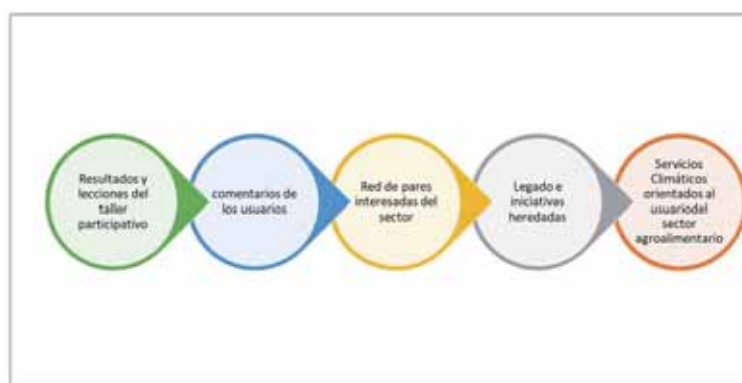 Resultados y
lecciones del
taller
participativo
comentarios de
los usuarios
Red de pares
interesadas del
sector
Legado e
iniciativas
heredadas
Servicios
Climáticos
orientados al
usuariodal
sector
agroalimentario